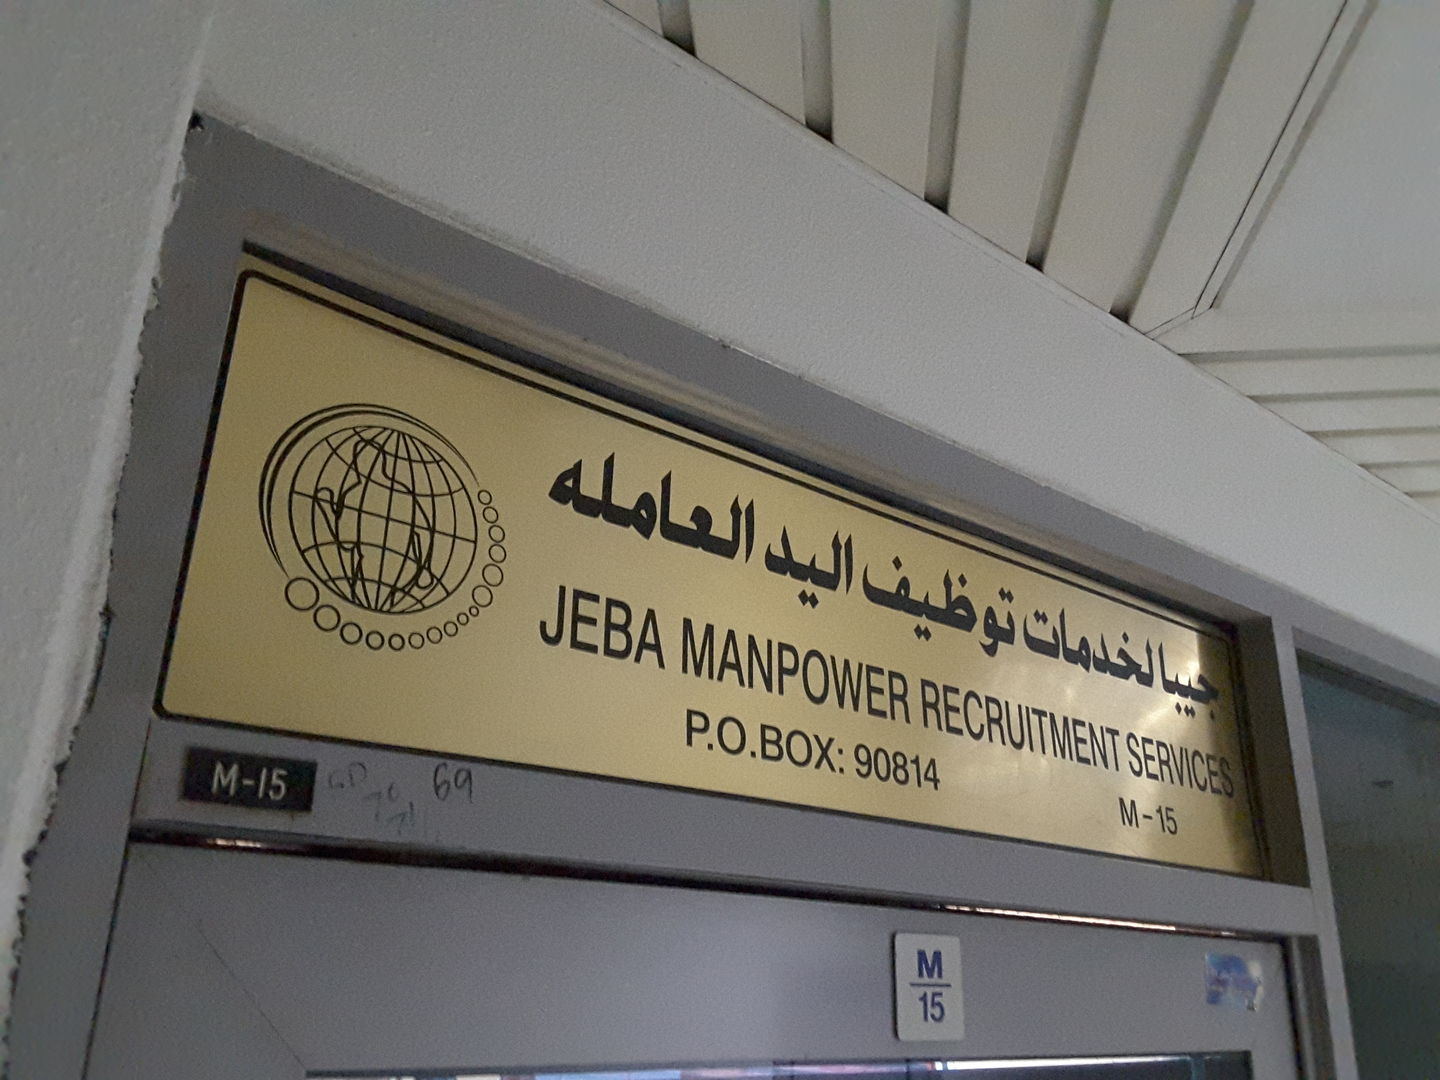 جيبا لخدمات توظيف اليد العامله
JEBA MANPOWER RECRUITMENT SERVICES
P.O.BOX: 90814
M-15
M-15
69
M
15